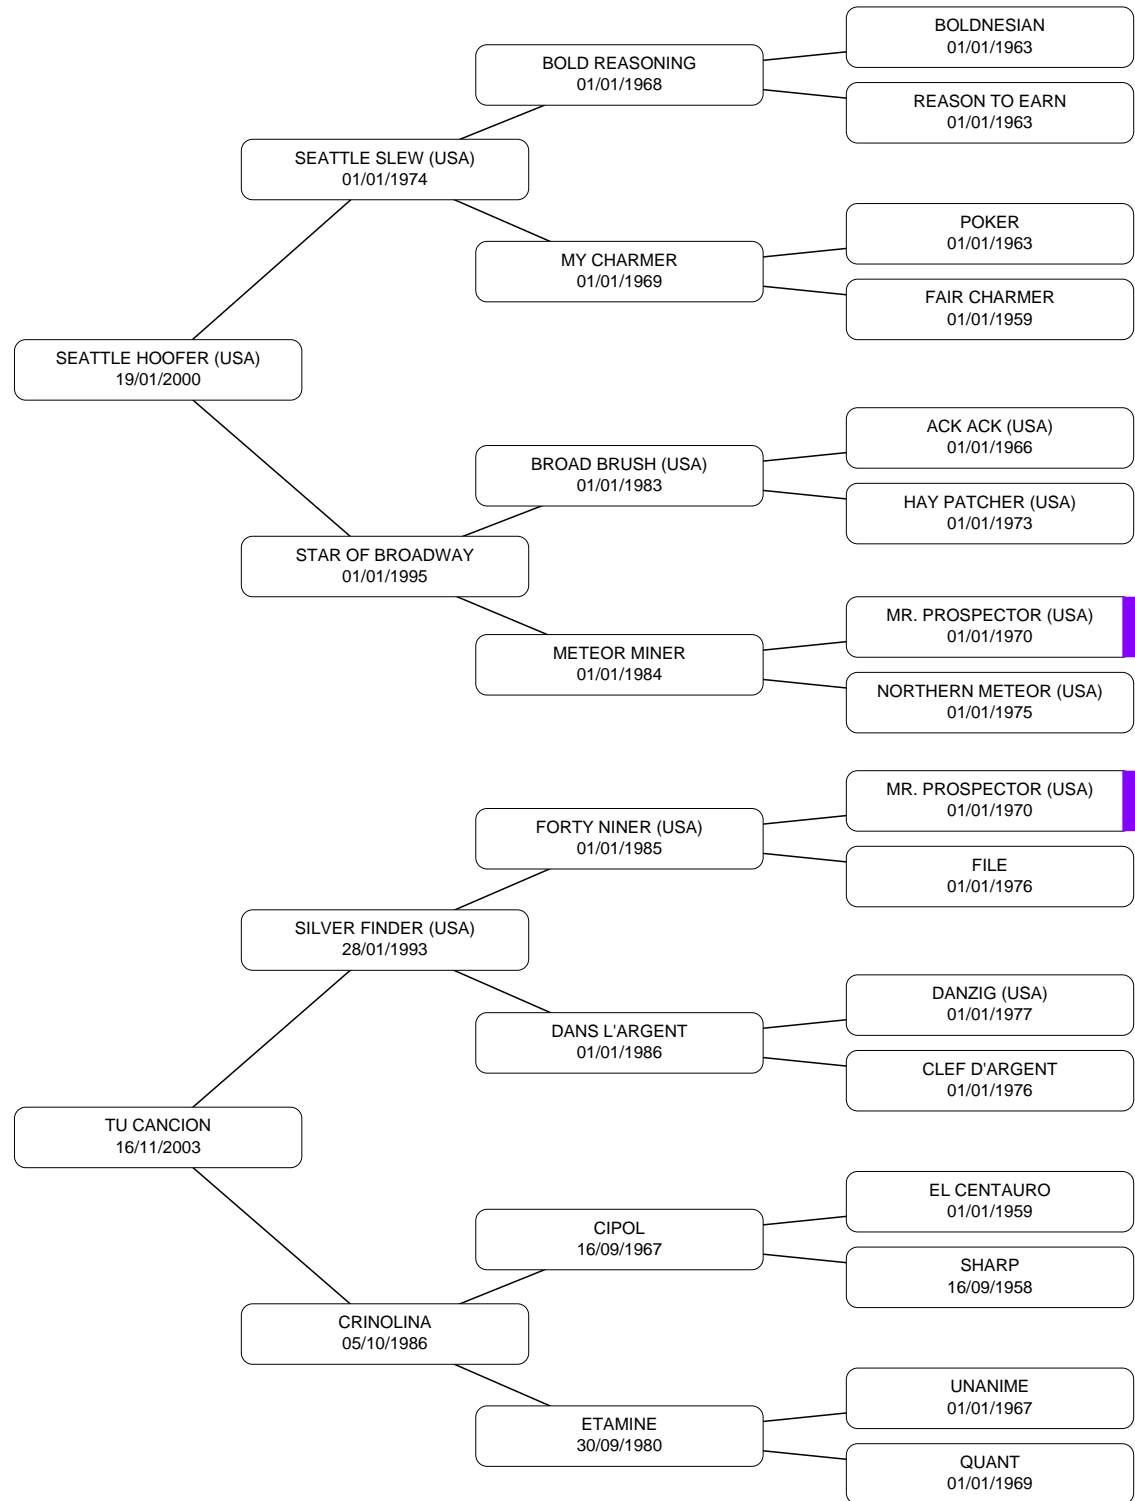 BOLDNESIAN
01/01/1963
BOLD REASONING
01/01/1968
REASON TO EARN
01/01/1963
SEATTLE SLEW (USA)
01/01/1974
POKER
01/01/1963
MY CHARMER
01/01/1969
FAIR CHARMER
01/01/1959
SEATTLE HOOFER (USA)
19/01/2000
ACK ACK (USA)
01/01/1966
BROAD BRUSH (USA)
01/01/1983
HAY PATCHER (USA)
01/01/1973
STAR OF BROADWAY
01/01/1995
MR. PROSPECTOR (USA)
01/01/1970
METEOR MINER
01/01/1984
NORTHERN METEOR (USA)
01/01/1975
MR. PROSPECTOR (USA)
01/01/1970
FORTY NINER (USA)
01/01/1985
FILE
01/01/1976
SILVER FINDER (USA)
28/01/1993
DANZIG (USA)
01/01/1977
DANS L'ARGENT
01/01/1986
CLEF D'ARGENT
01/01/1976
TU CANCION
16/11/2003
EL CENTAURO
01/01/1959
CIPOL
16/09/1967
SHARP
16/09/1958
CRINOLINA
05/10/1986
UNANIME
01/01/1967
ETAMINE
30/09/1980
QUANT
01/01/1969